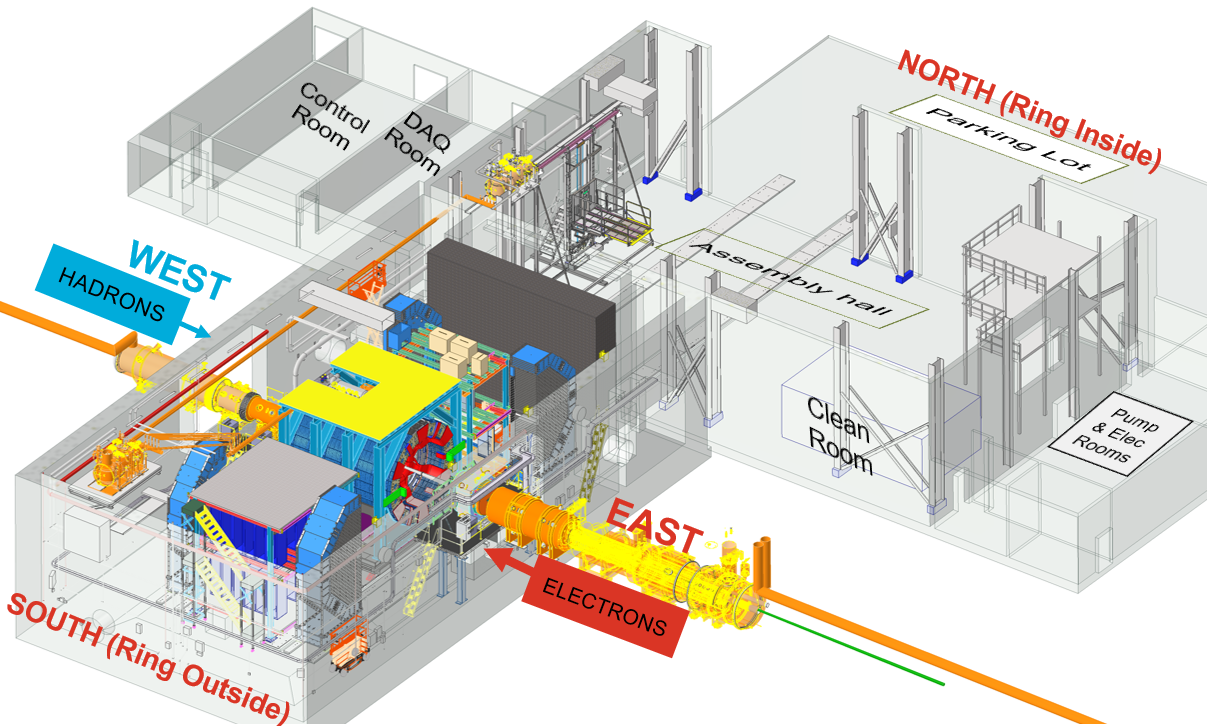 NORTH (Ring Inside)
Parking Lot
Control
Room
DAQ
Room
WEST
HADRONS
Assembly hall
Clean
Room
Pump
& Elec
Rooms
EAST
ELECTRONS
SOUTH (Ring Outside)